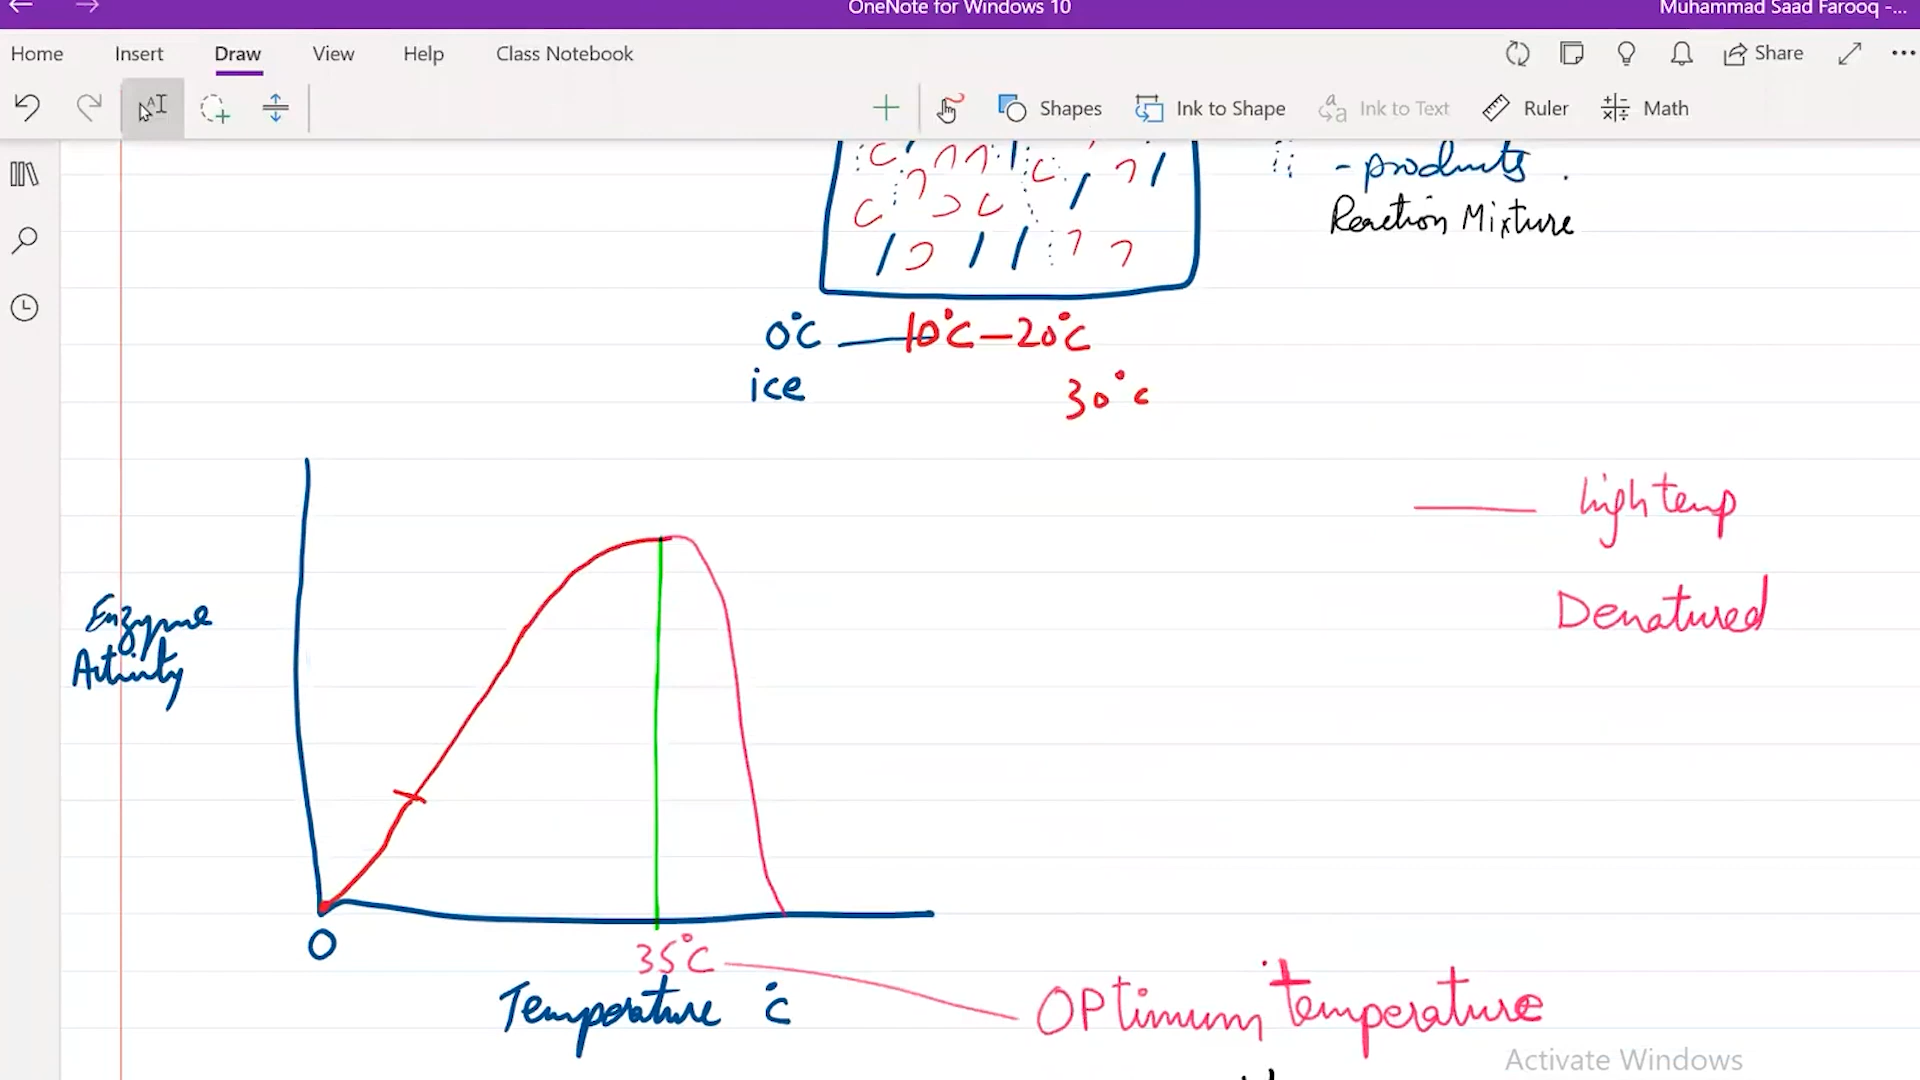 OneNote for Windows 10
Muhammad Saad Farooq -...
Home Insert Draw View Help Class Notebook Share
Shapes Ink to Shape Ink to Text Ruler Math
- products.
Reaction Mixture
0°C — 10°C — 20°C
ice
30°C
high temp
Denatured
Enzyme
Activity
0
35°C
Temperature °C
OPtimum temperature
Activate Windows